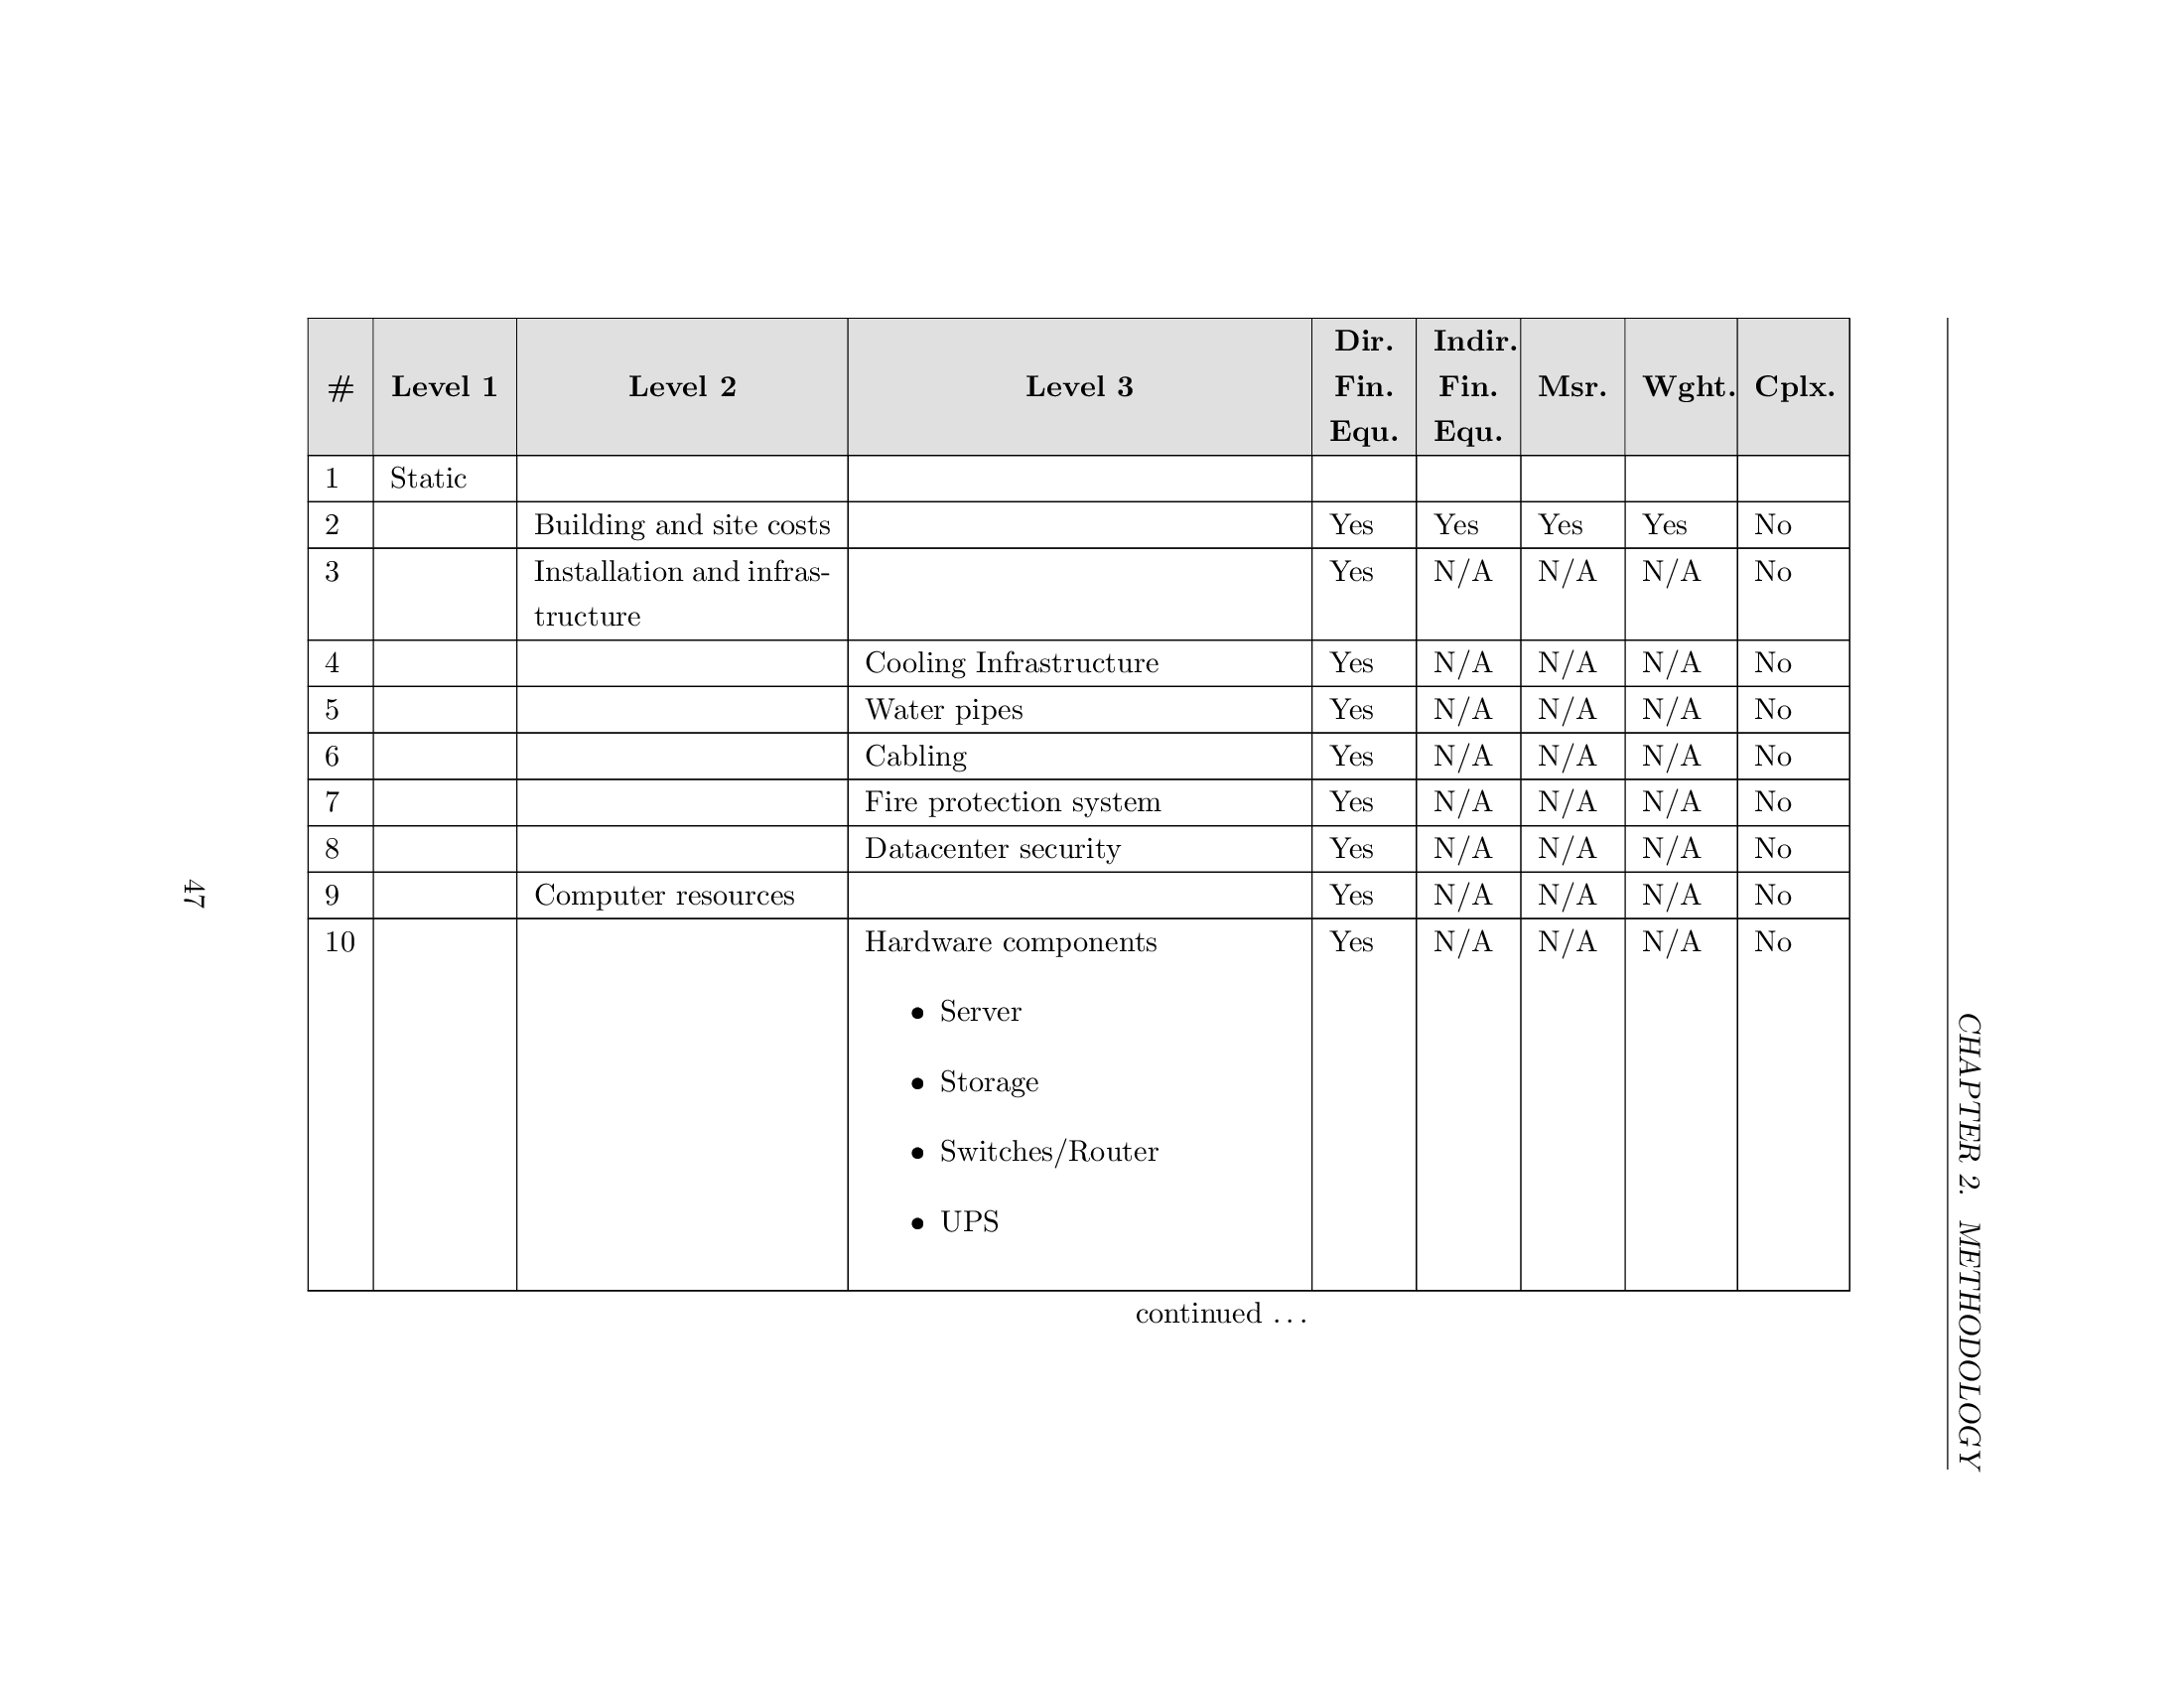 CHAPTER 2. METHODOLOGY
# Level 1 Level 2 Level 3 Dir. Fin. Equ. Indir. Fin. Equ. Msr. Wght. Cplx.
1 Static
2 Building and site costs Yes Yes Yes Yes No
3 Installation and infras- Yes N/A N/A N/A No
tructure
4 Cooling Infrastructure Yes N/A N/A N/A No
5 Water pipes Yes N/A N/A N/A No
6 Cabling Yes N/A N/A N/A No
7 Fire protection system Yes N/A N/A N/A No
8 Datacenter security Yes N/A N/A N/A No
9 Computer resources Yes N/A N/A N/A No
10 Hardware components Yes N/A N/A N/A No
• Server
• Storage
• Switches/Router
• UPS
continued ...
47